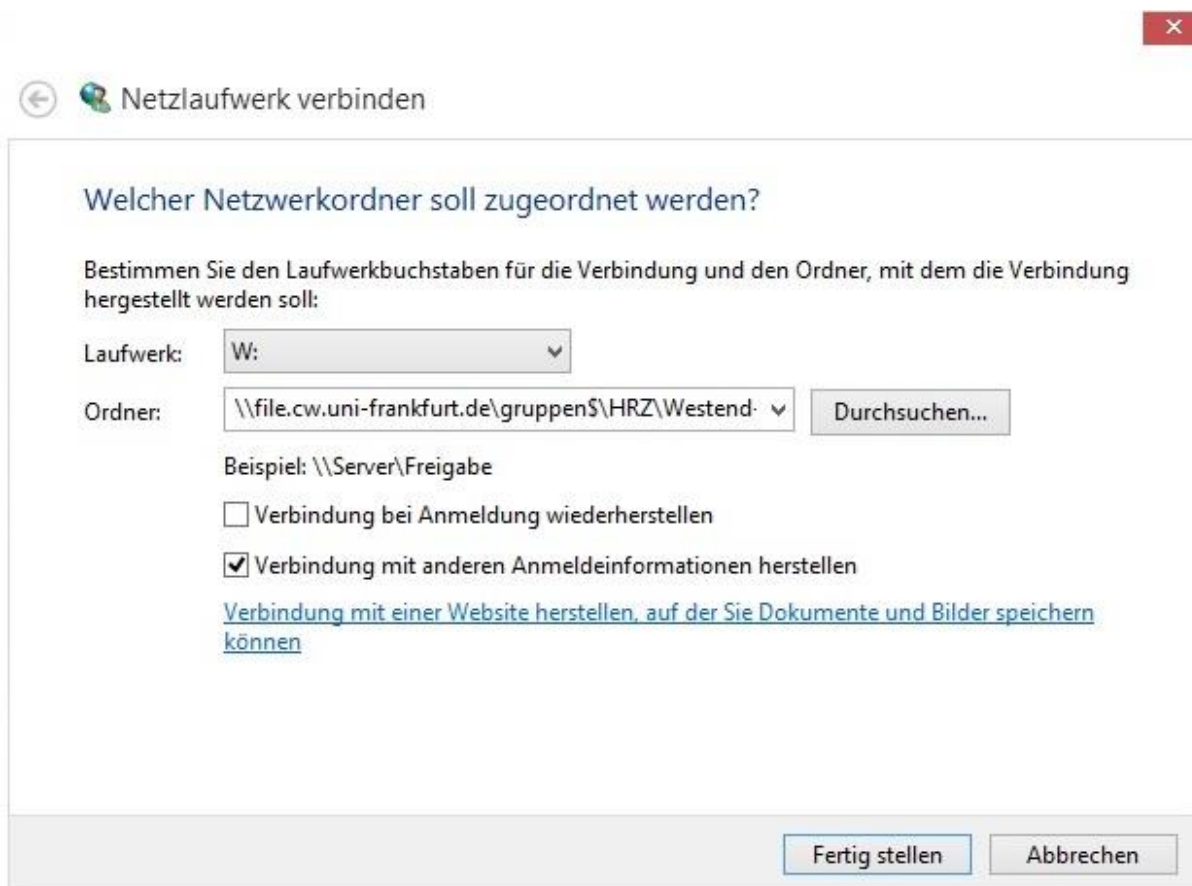 Netzlaufwerk verbinden
Welcher Netzwerkordner soll zugeordnet werden?
Bestimmen Sie den Laufwerkbuchstaben für die Verbindung und den Ordner, mit dem die Verbindung
hergestellt werden soll:
Laufwerk: W:
Ordner: \\file.cw.uni-frankfurt.de\gruppen$\HRZ\Westend- Durchsuchen...
Beispiel: \\Server\Freigabe
Verbindung bei Anmeldung wiederherstellen
Verbindung mit anderen Anmeldeinformationen herstellen
Verbindung mit einer Website herstellen, auf der Sie Dokumente und Bilder speichern
können
Fertig stellen Abbrechen